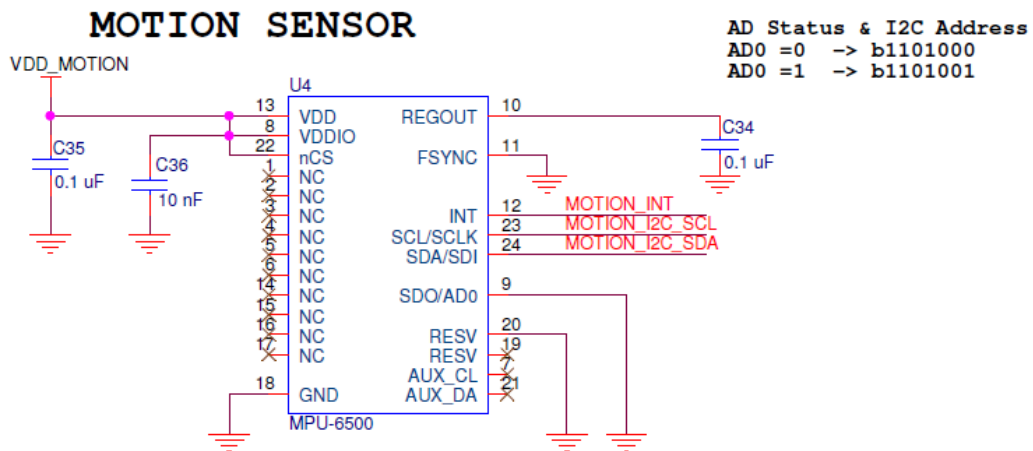 MOTION SENSOR
AD Status & I2C Address
AD0 =0 -> b1101000
AD0 =1 -> b1101001
VDD_MOTION
U4
13 VDD REGOUT 10
8 VDDIO
22 nCS FSYNC 11
1 NC
2 NC
3 NC INT 12 MOTION_INT
4 NC SCL/SCLK 23 MOTION_I2C_SCL
5 NC SDA/SDI 24 MOTION_I2C_SDA
6 NC
14 NC SDO/AD0 9
15 NC
16 NC RESV 20
17 NC RESV 19
AUX_CL 7
18 GND AUX_DA 21
MPU-6500
C35
0.1 uF
C36
10 nF
C34
0.1 uF